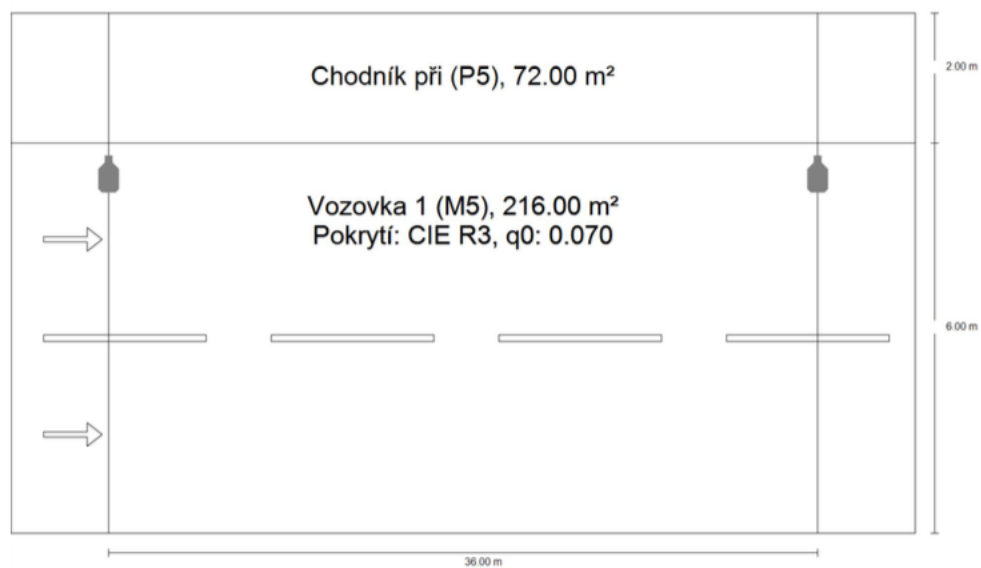 Chodník při (P5), 72.00 m²
2.00 m
Vozovka 1 (M5), 216.00 m²
Pokrytí: CIE R3, q0: 0.070
6.00 m
36.00 m